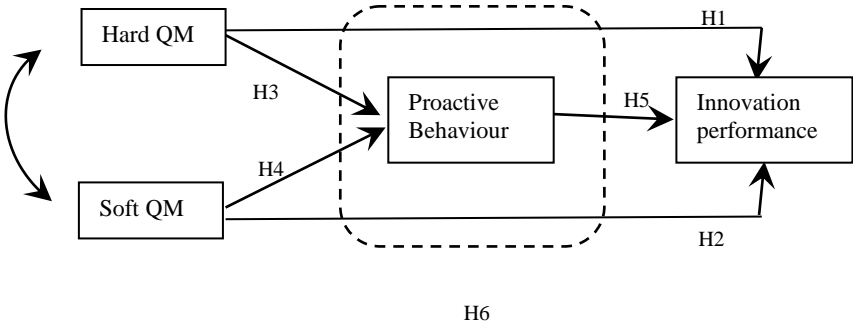 Hard QM
H1
H3
Proactive
Behaviour
H5
Innovation
performance
H4
Soft QM
H2
H6